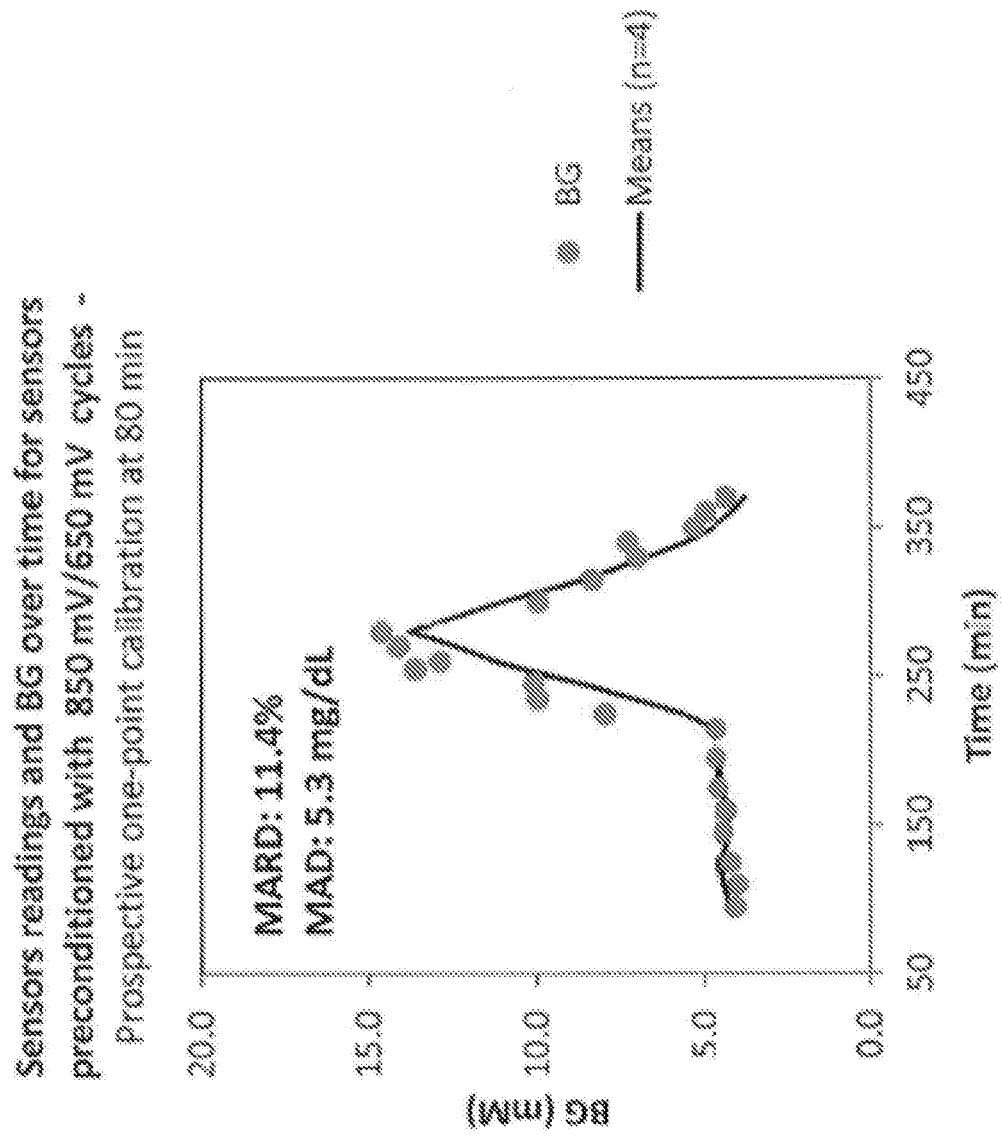 Sensors readings and BG over time for sensors
preconditioned with 850 mV/650 mV cycles -
Prospective one-point calibration at 80 min
20.0
15.0
10.0
5.0
0.0
BG (mM)
MARD: 11.4%
MAD: 5.3 mg/dL
50
150
250
350
450
Time (min)
BG
Means (n=4)